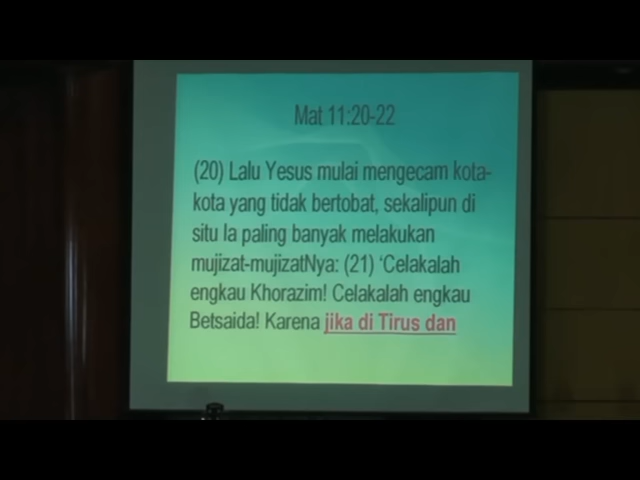 Mat 11:20-22
(20) Lalu Yesus mulai mengecam kota-
kota yang tidak bertobat, sekalipun di
situ Ia paling banyak melakukan
mujizat-mujizatNya: (21) ‘Celakalah
engkau Khorazim! Celakalah engkau
Betsaida! Karena jika di Tirus dan